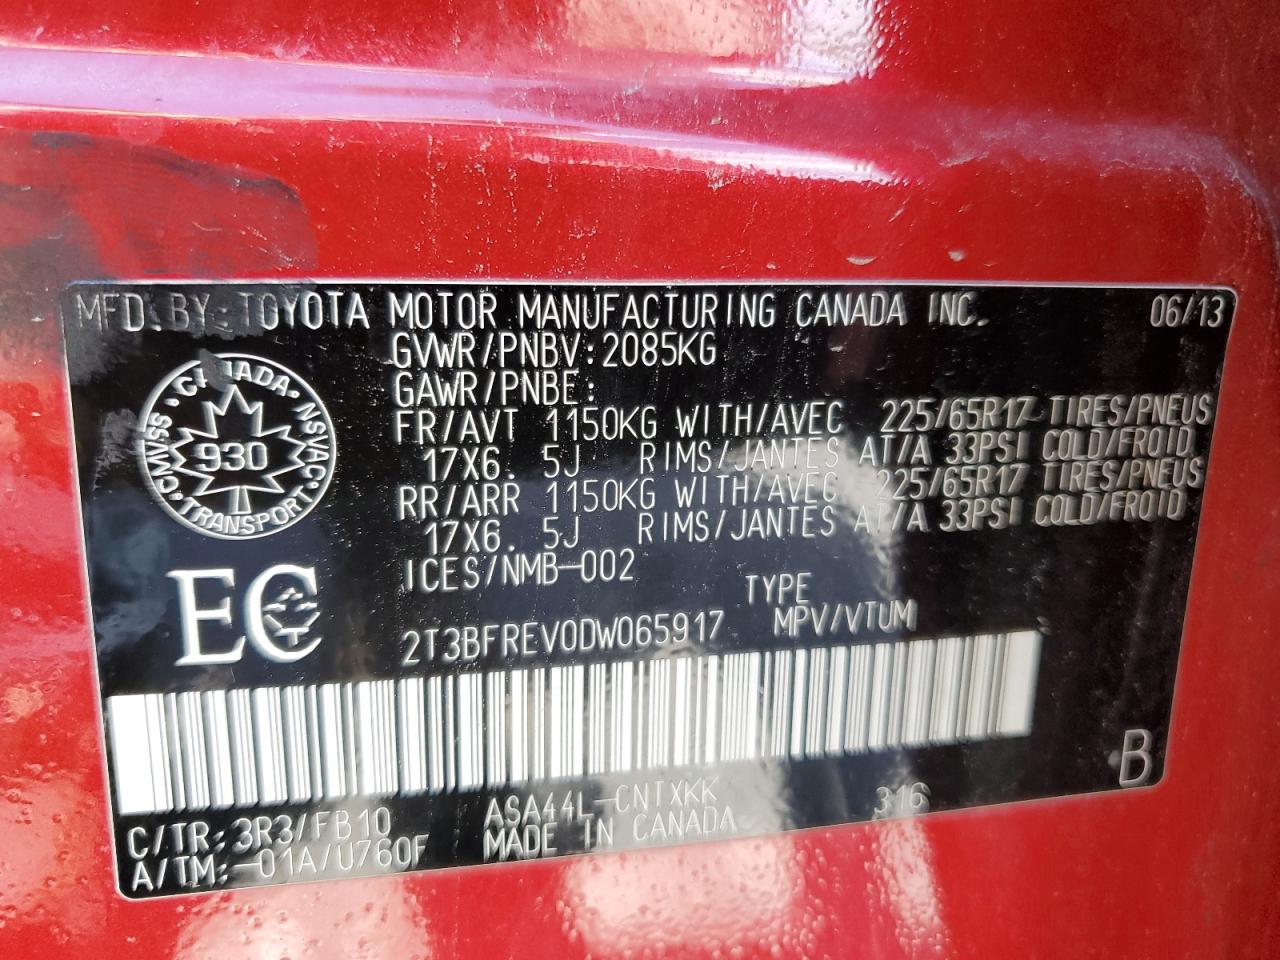 MFD. BY: TOYOTA MOTOR MANUFACTURING CANADA INC. 06/13
GVWR/PNBV: 2085KG
GAWR/PNBE:
FR/AVT 1150KG WITH/AVEC 225/65R17 TIRES/PNEUS
17X6. 5J RIMS/JANTES AT/A 33PSI COLD/FROID.
RR/ARR 1150KG WITH/AVEC 225/65R17 TIRES/PNEUS
17X6. 5J RIMS/JANTES AT/A 33PSI COLD/FROID
ICES/NMB-002
CANADA · NSVAC · TRANSPORT · CMVSS ·
930
EC
TYPE
2T3BFREV0DW065917 MPV/VTUM
B
C/TR: 3R3/FB10 ASA44L-CNTXKK 316
A/TM: -01A/U760F MADE IN CANADA